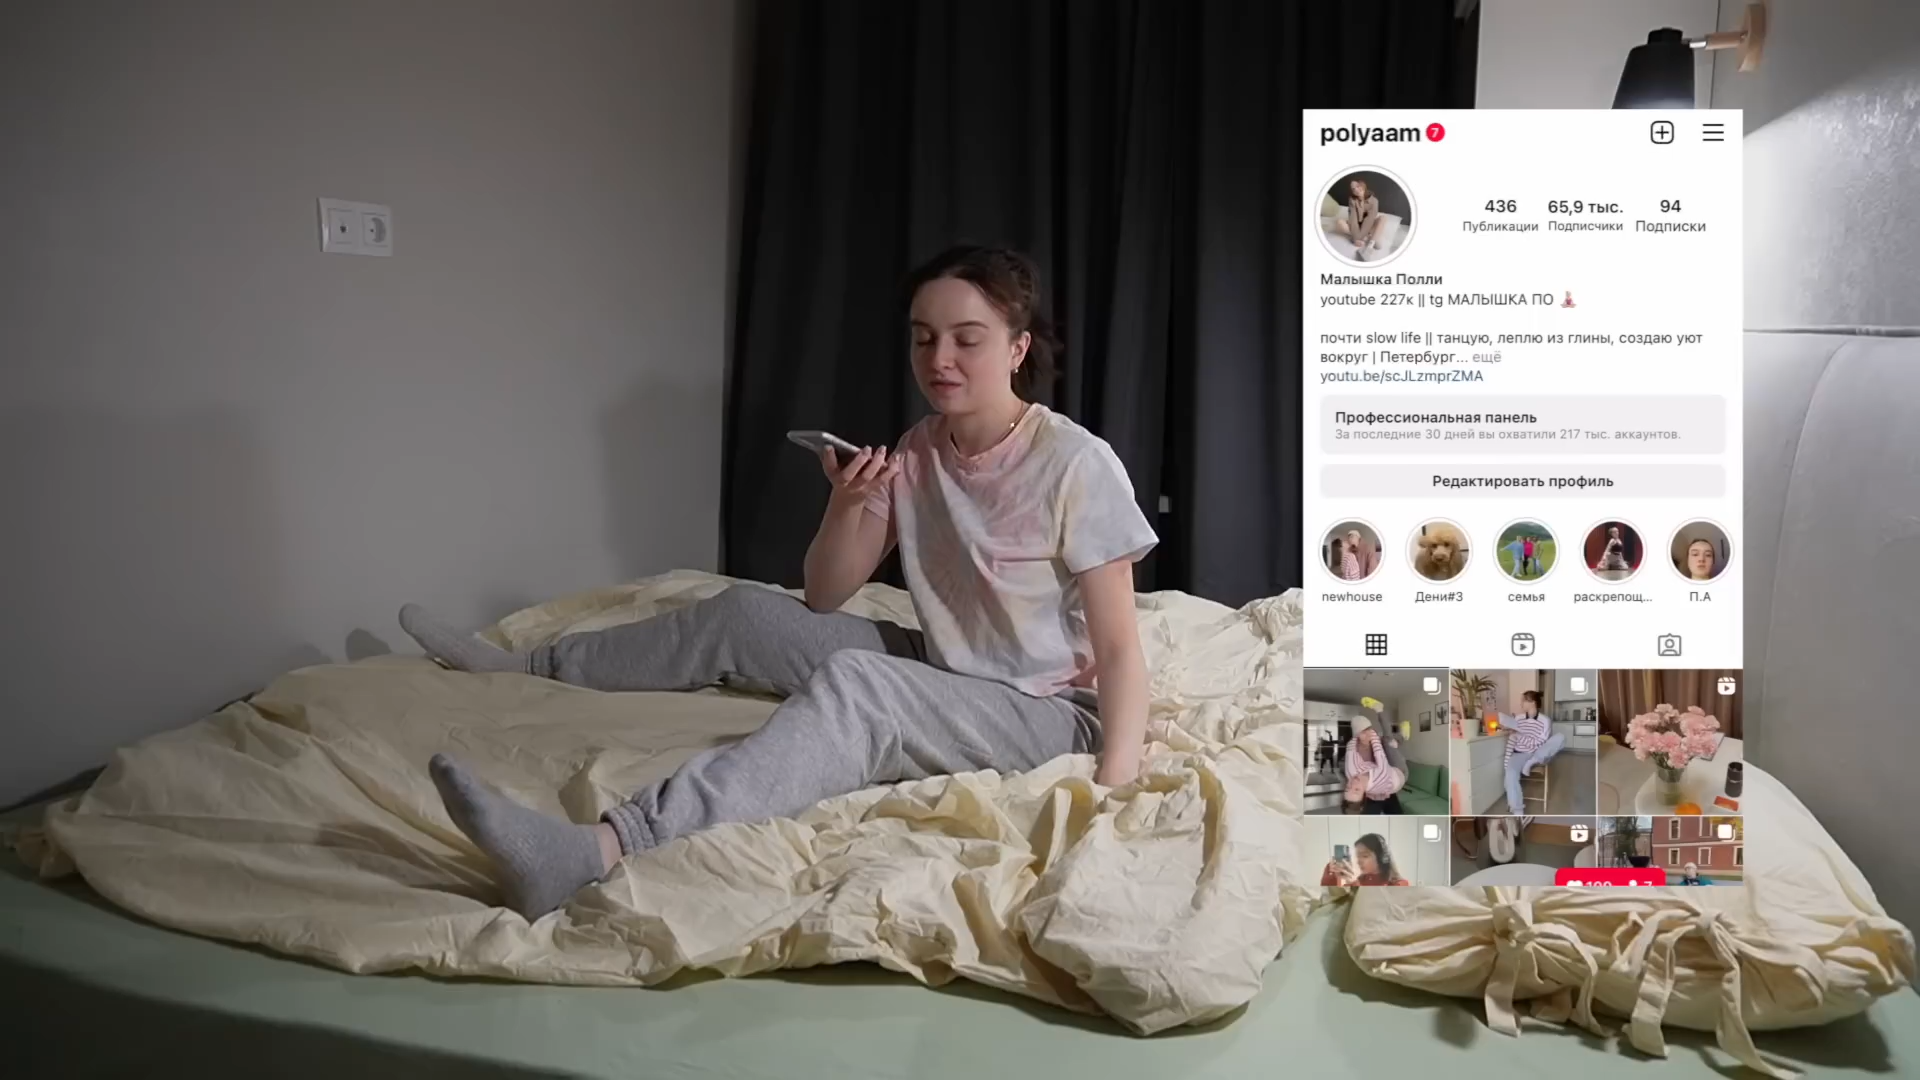 polyaam 7
436 65,9 тыс. 94
Публикации Подписчики Подписки
Малышка Полли
youtube 227к || tg МАЛЫШКА ПО
почти slow life || танцую, леплю из глины, создаю уют
вокруг | Петербург... ещё
youtu.be/scJLzmprZMA
Профессиональная панель
За последние 30 дней вы охватили 217 тыс. аккаунтов.
Редактировать профиль
newhouse Дени#3 семья раскрепощ... П.А